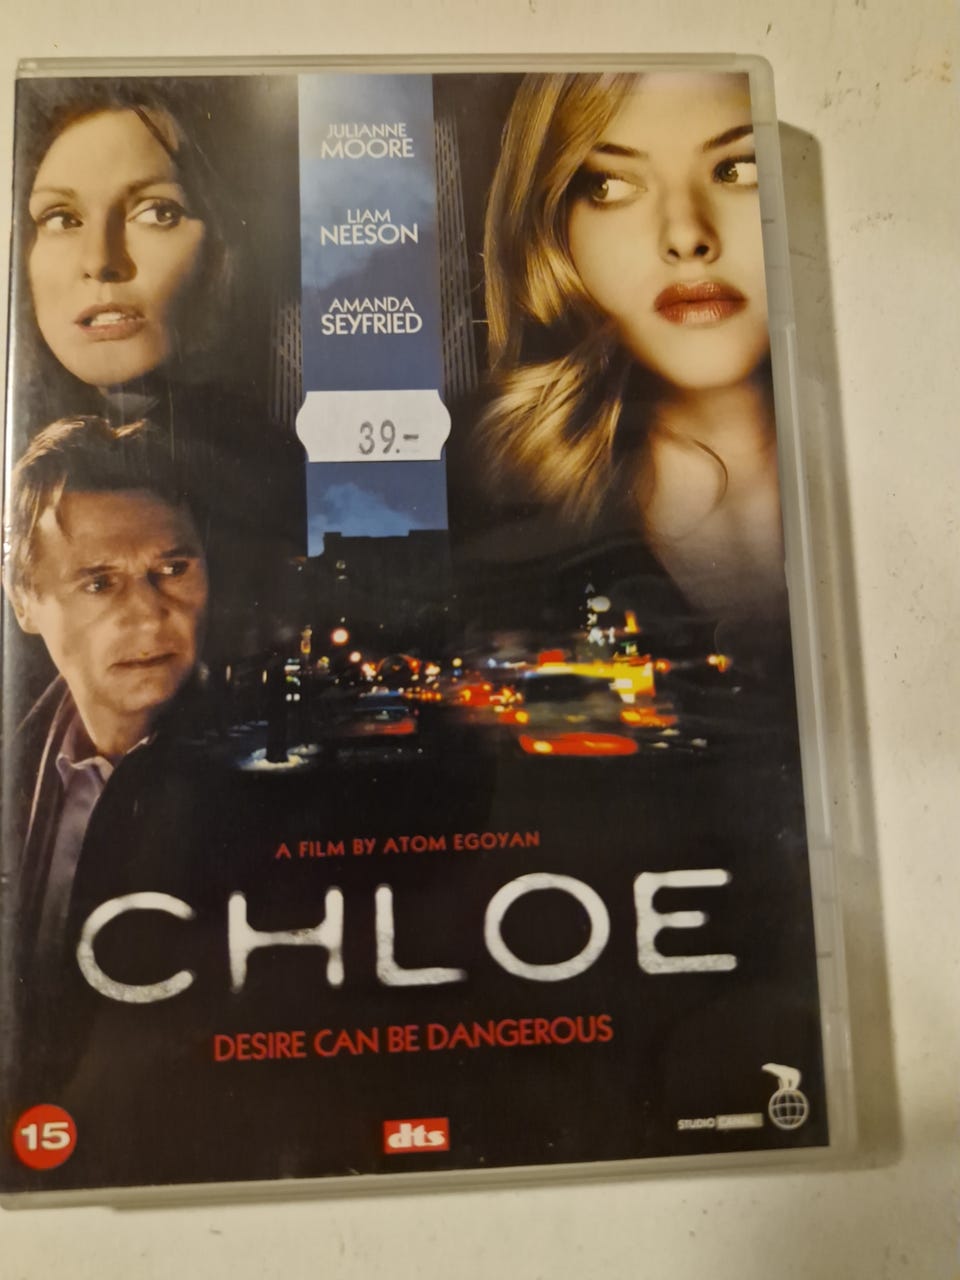 JULIANNE
MOORE
LIAM
NEESON
AMANDA
SEYFRIED
39.-
A FILM BY ATOM EGOYAN
CHLOE
DESIRE CAN BE DANGEROUS
15
dts
STUDIO CANAL